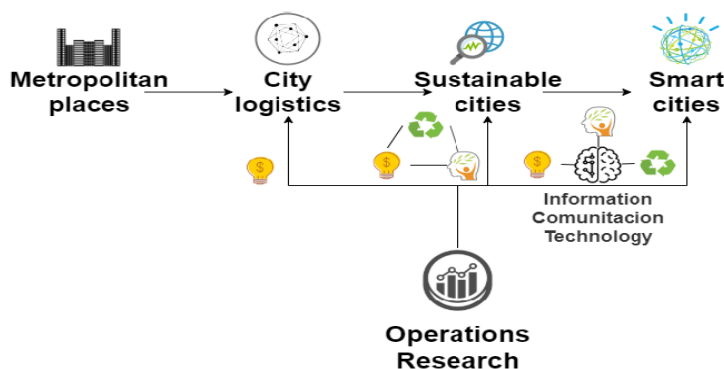 Metropolitan
places
City
logistics
Sustainable
cities
Smart
cities
$
$
$
Information
Comunitacion
Technology
Operations
Research